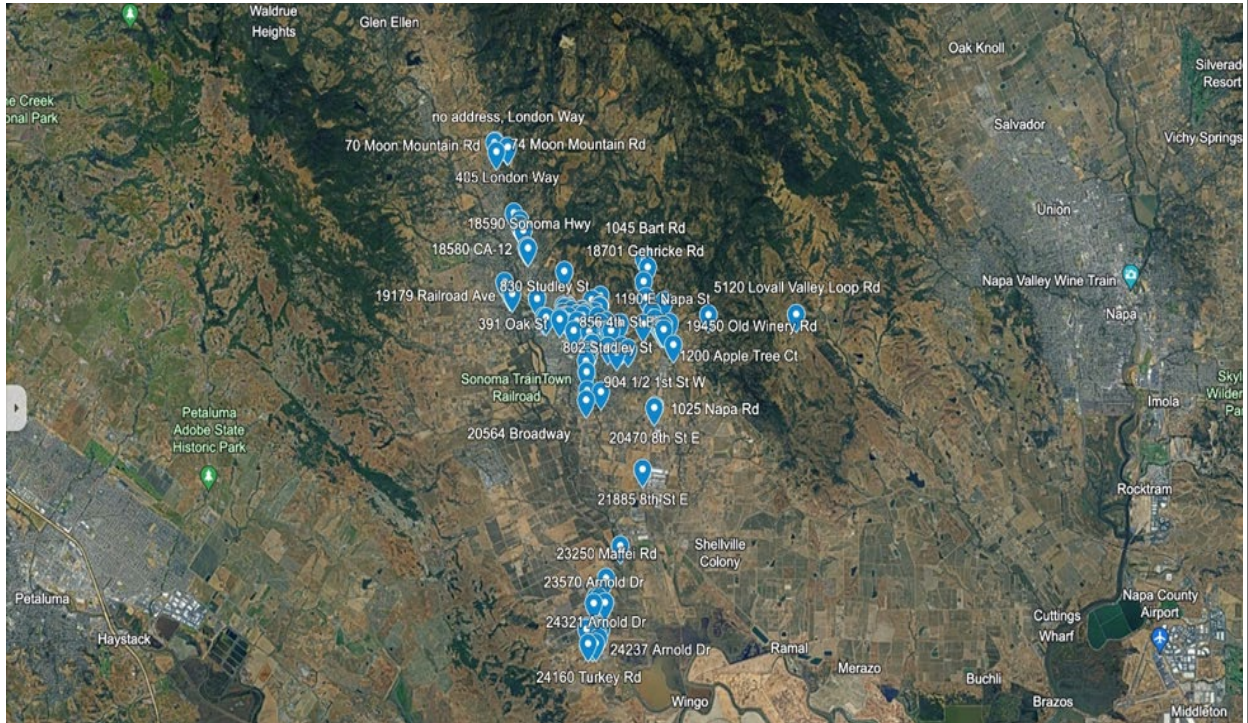 Waldrue
Heights
Glen Ellen
Oak Knoll
Silverad
Resort
ne Creek
onal Park
no address, London Way
Salvador
70 Moon Mountain Rd
74 Moon Mountain Rd
Vichy Springs
405 London Way
Union
18590 Sonoma Hwy
1045 Bart Rd
18580 CA-12
18701 Gehricke Rd
Napa Valley Wine Train
830 Studley St
5120 Lovall Valley Loop Rd
19179 Railroad Ave
1190 E Napa St
Napa
391 Oak St
856 4th St E
19450 Old Winery Rd
802 Studley St
1200 Apple Tree Ct
Sonoma TrainTown
Railroad
904 1/2 1st St W
Skyl
Wilder
Pa
Imola
Petaluma
Adobe State
Historic Park
1025 Napa Rd
20564 Broadway
20470 8th St E
21885 8th St E
Rocktram
23250 Maffei Rd
Shellville
Colony
23570 Arnold Dr
Petaluma
Napa County
Airport
Cuttings
Wharf
24321 Arnold Dr
Haystack
24237 Arnold Dr
Ramal
Merazo
24160 Turkey Rd
Buchli
Wingo
Brazos
Middleton